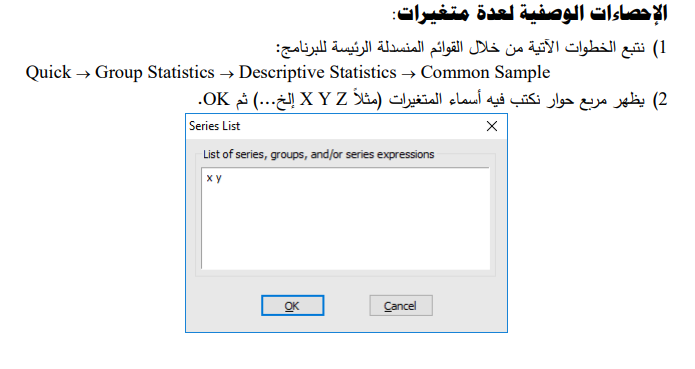 الإحصاءات الوصفية لعدة متغيرات:
1) نتبع الخطوات الآتية من خلال القوائم المنسدلة الرئيسة للبرنامج:
Quick → Group Statistics → Descriptive Statistics → Common Sample
2) يظهر مربع حوار نكتب فيه أسماء المتغيرات (مثلاً X Y Z إلخ...) ثم OK.
Series List
List of series, groups, and/or series expressions
x y
OK Cancel